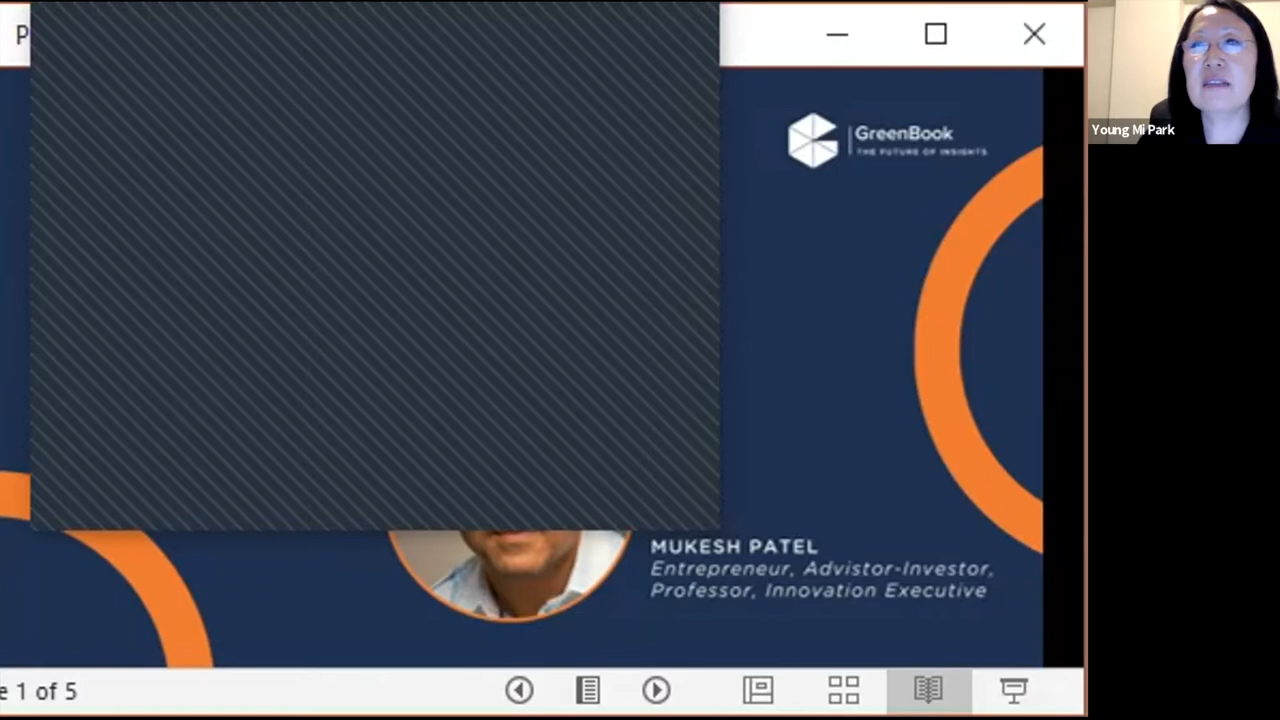 P
GreenBook
THE FUTURE OF INSIGHTS
Young Mi Park
MUKESH PATEL
Entrepreneur, Advistor-Investor,
Professor, Innovation Executive
e 1 of 5